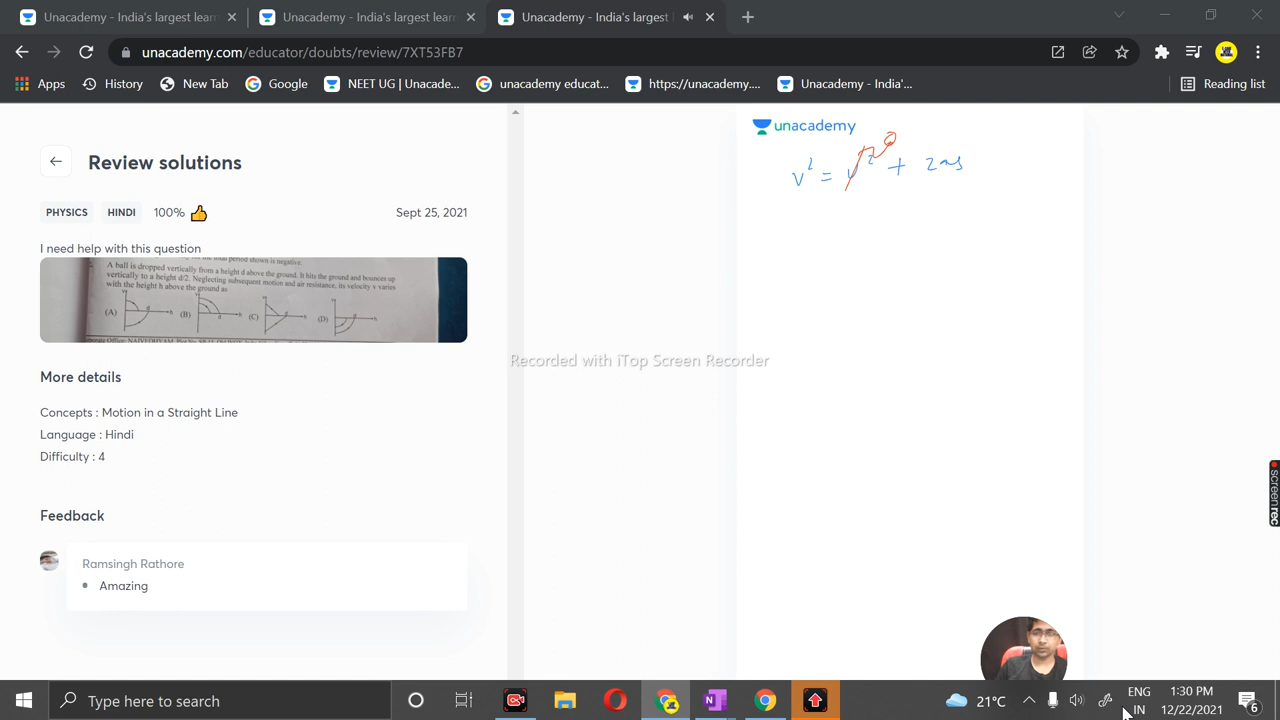 Unacademy - India's largest lear
Unacademy - India's largest lear
Unacademy - India's largest l
unacademy.com/educator/doubts/review/7XT53FB7
Apps
History
New Tab
Google
NEET UG | Unacade...
unacademy educat...
https://unacademy....
Unacademy - India'...
Reading list
Review solutions
PHYSICS
HINDI
100%
Sept 25, 2021
I need help with this question
period shown is negative.
A ball is dropped vertically from a height d above the ground. It hits the ground and bounces up
vertically to a height d/2. Neglecting subsequent motion and air resistance, its velocity v varies
with the height h above the ground as
(A)
(B)
(C)
(D)
More details
Concepts : Motion in a Straight Line
Language : Hindi
Difficulty : 4
Feedback
Ramsingh Rathore
Amazing
unacademy
v² = u² + 2as
Recorded with iTop Screen Recorder
screenrec
Type here to search
21°C
ENG
IN
1:30 PM
12/22/2021
6